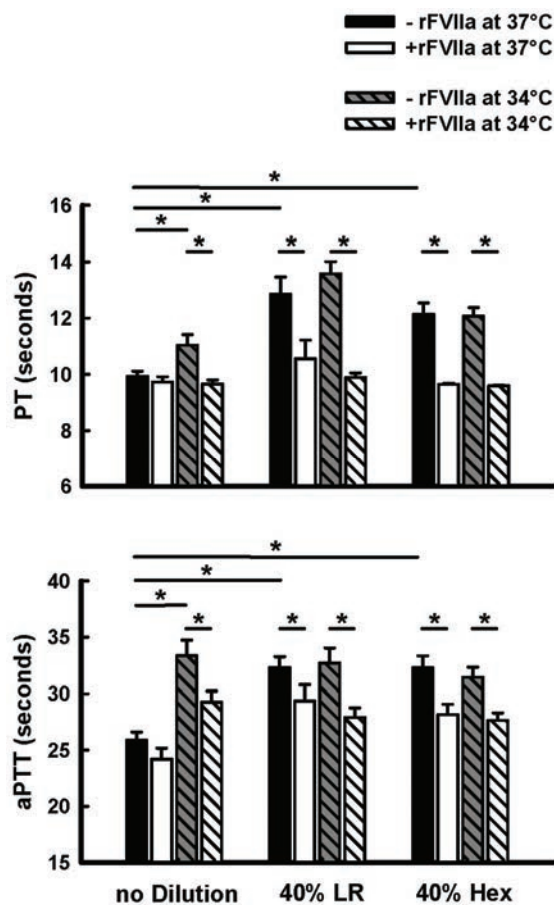 - rFVIIa at 37°C
+rFVIIa at 37°C
- rFVIIa at 34°C
+rFVIIa at 34°C
*
*
*
* * * * *
16
14
12
10
8
6
PT (seconds)
*
*
*
* * * * *
40
35
30
25
20
15
aPTT (seconds)
no Dilution 40% LR 40% Hex